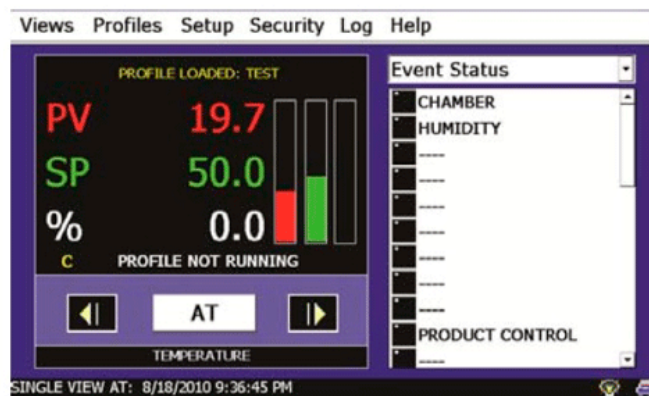 Views Profiles Setup Security Log Help
PROFILE LOADED: TEST
PV 19.7
SP 50.0
% 0.0
C PROFILE NOT RUNNING
AT
TEMPERATURE
Event Status
CHAMBER
HUMIDITY
----
----
----
----
----
----
----
PRODUCT CONTROL
----
SINGLE VIEW AT: 8/18/2010 9:36:45 PM